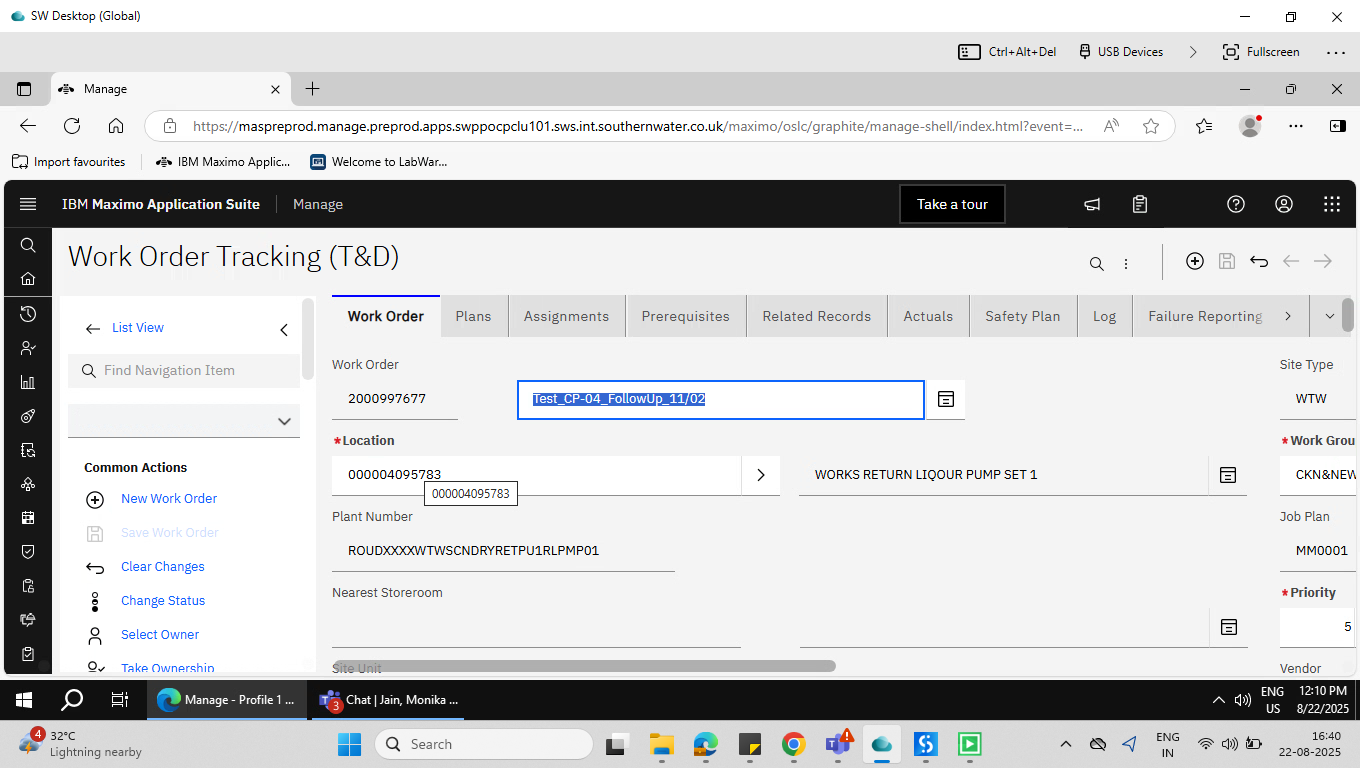 SW Desktop (Global)
Ctrl+Alt+Del USB Devices Fullscreen
Manage
https://maspreprod.manage.preprod.apps.swppocpclu101.sws.int.southernwater.co.uk/maximo/oslc/graphite/manage-shell/index.html?event=...
Import favourites IBM Maximo Applic... Welcome to LabWar...
IBM Maximo Application Suite Manage Take a tour
Work Order Tracking (T&D)
List View
Find Navigation Item
Common Actions
New Work Order
Save Work Order
Clear Changes
Change Status
Select Owner
Take Ownership
Work Order Plans Assignments Prerequisites Related Records Actuals Safety Plan Log Failure Reporting
Work Order Site Type
2000997677 Test_CP-04_FollowUp_11/02 WTW
*Location *Work Grou
000004095783 WORKS RETURN LIQOUR PUMP SET 1 CKN&NEW
000004095783
Plant Number Job Plan
ROUDXXXXWTWSCNDRYRETPU1RLPMP01 MM0001
Nearest Storeroom *Priority
5
Site Unit Vendor
Manage - Profile 1 ... 3 Chat | Jain, Monika ... ENG 12:10 PM
US 8/22/2025
4 32°C
Lightning nearby
Search
ENG 16:40
IN 22-08-2025